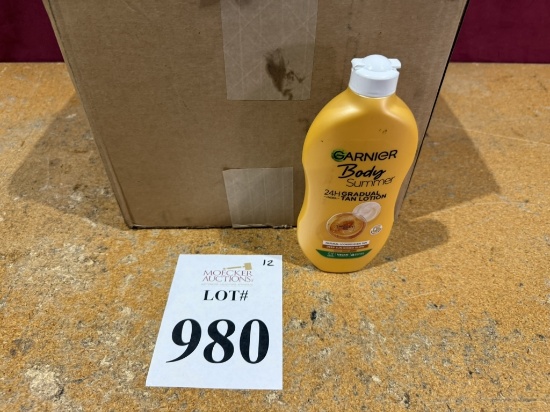 GARNIER
Body
Summer
24H GRADUAL
TAN LOTION
12
MOECKER
AUCTIONS
LOT#
980